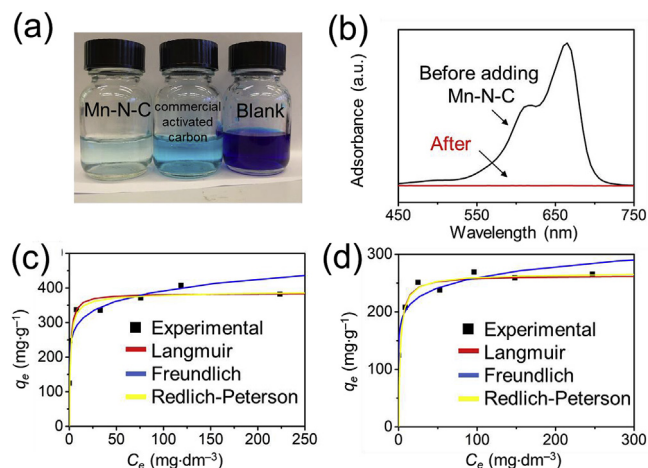 (a)
Mn-N-C
commercial
activated
carbon
Blank
(b)
Adsorbance (a.u.)
Before adding
Mn-N-C
After
450
550
650
750
Wavelength (nm)
(c)
qe (mg·g–1)
400
300
200
100
0
Experimental
Langmuir
Freundlich
Redlich-Peterson
0
50
100
150
200
250
Ce (mg·dm–3)
(d)
qe (mg·g–1)
300
200
100
0
Experimental
Langmuir
Freundlich
Redlich-Peterson
0
100
200
300
Ce (mg·dm–3)